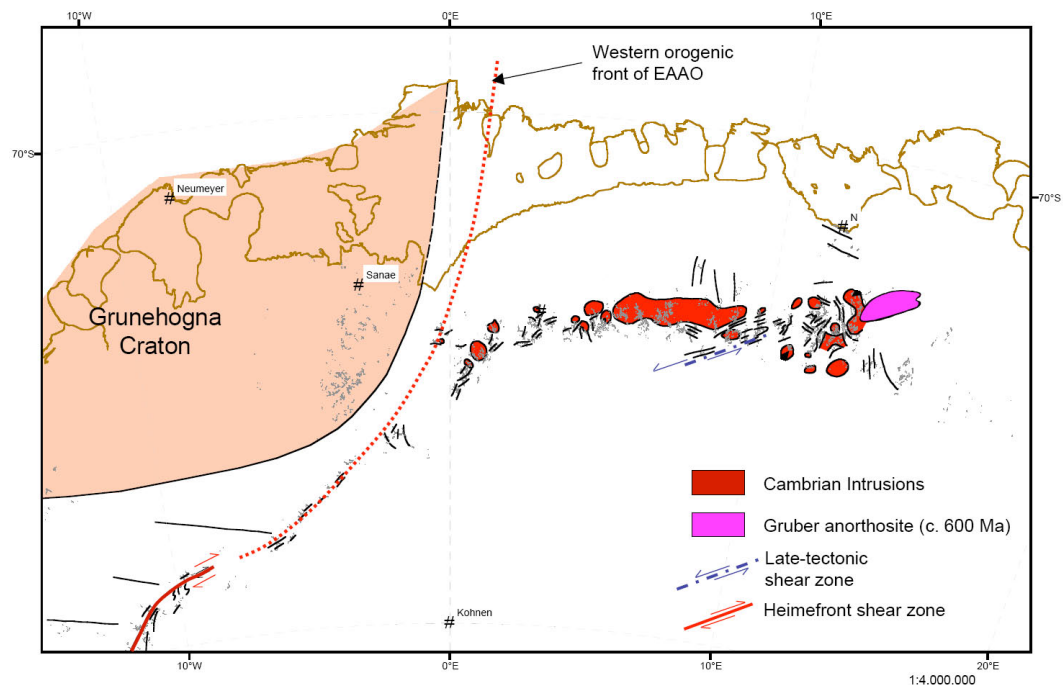 10°W
0°E
10°E
Western orogenic
front of EAAO
70°S
Neumeyer
#
70°S
# N
Sanae
#
Grunehogna
Craton
#
Cambrian Intrusions
Gruber anorthosite (c. 600 Ma)
Late-tectonic
shear zone
Heimefront shear zone
Kohnen
#
10°W
0°E
10°E
20°E
1:4.000.000